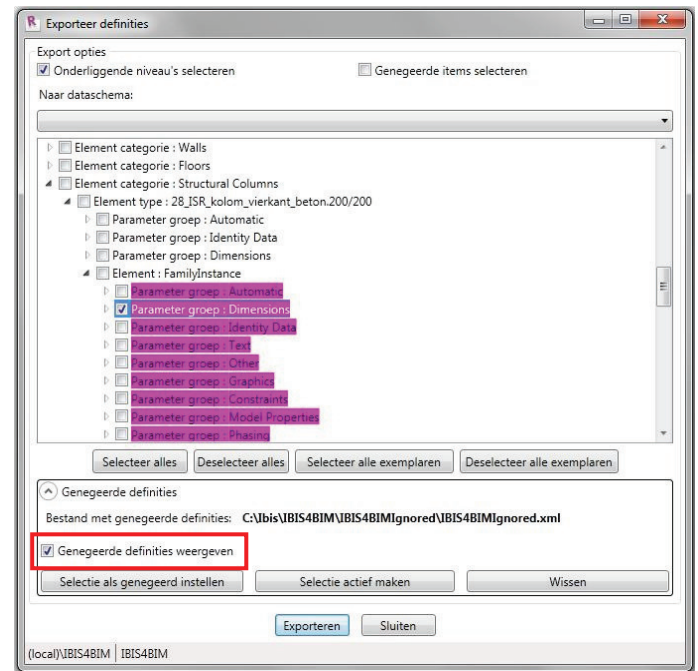 Exporteer definities
Export opties
Onderliggende niveau's selecteren Genegeerde items selecteren
Naar dataschema:
Element categorie : Walls
Element categorie : Floors
Element categorie : Structural Columns
Element type : 28_ISR_kolom_vierkant_beton.200/200
Parameter groep : Automatic
Parameter groep : Identity Data
Parameter groep : Dimensions
Element : FamilyInstance
Parameter groep : Automatic
Parameter groep : Dimensions
Parameter groep : Identity Data
Parameter groep : Text
Parameter groep : Other
Parameter groep : Graphics
Parameter groep : Constraints
Parameter groep : Model Properties
Parameter groep : Phasing
Selecteer alles Deselecteer alles Selecteer alle exemplaren Deselecteer alle exemplaren
Genegeerde definities
Bestand met genegeerde definities: C:\Ibis\IBIS4BIM\IBIS4BIMIgnored\IBIS4BIMIgnored.xml
Genegeerde definities weergeven
Selectie als genegeerd instellen Selectie actief maken Wissen
Exporteren Sluiten
(local)\IBIS4BIM IBIS4BIM